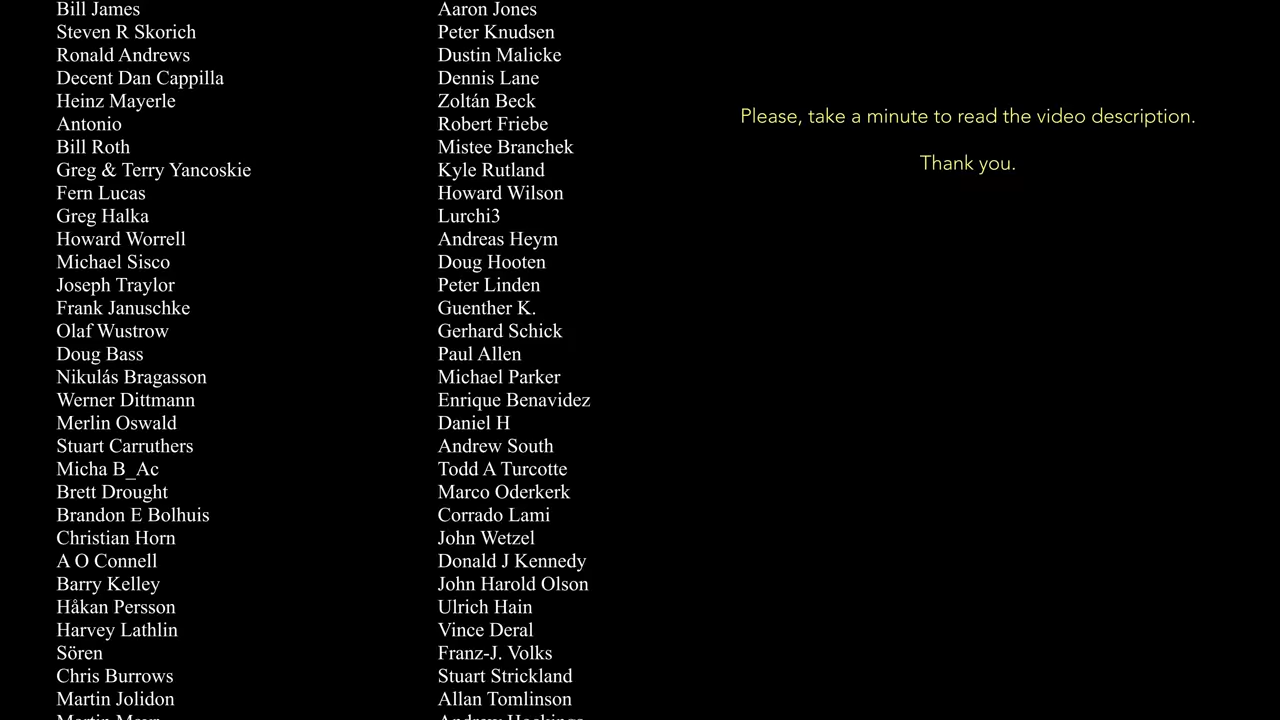 Bill James
Steven R Skorich
Ronald Andrews
Decent Dan Cappilla
Heinz Mayerle
Antonio
Bill Roth
Greg & Terry Yancoskie
Fern Lucas
Greg Halka
Howard Worrell
Michael Sisco
Joseph Traylor
Frank Januschke
Olaf Wustrow
Doug Bass
Nikulás Bragasson
Werner Dittmann
Merlin Oswald
Stuart Carruthers
Micha B_Ac
Brett Drought
Brandon E Bolhuis
Christian Horn
A O Connell
Barry Kelley
Håkan Persson
Harvey Lathlin
Sören
Chris Burrows
Martin Jolidon
Martin
Aaron Jones
Peter Knudsen
Dustin Malicke
Dennis Lane
Zoltán Beck
Robert Friebe
Mistee Branchek
Kyle Rutland
Howard Wilson
Lurchi3
Andreas Heym
Doug Hooten
Peter Linden
Guenther K.
Gerhard Schick
Paul Allen
Michael Parker
Enrique Benavidez
Daniel H
Andrew South
Todd A Turcotte
Marco Oderkerk
Corrado Lami
John Wetzel
Donald J Kennedy
John Harold Olson
Ulrich Hain
Vince Deral
Franz-J. Volks
Stuart Strickland
Allan Tomlinson
Andrew
Please, take a minute to read the video description.
Thank you.